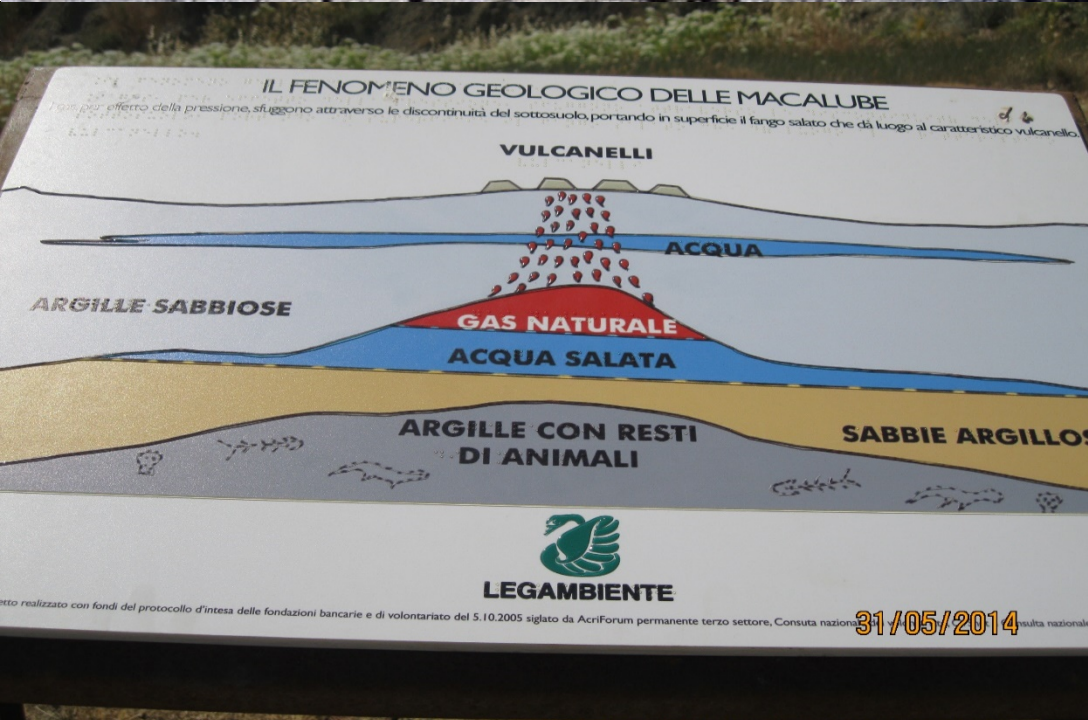 IL FENOMENO GEOLOGICO DELLE MACALUBE
per effetto della pressione, sfuggono attraverso le discontinuità del sottosuolo, portando in superficie il fango salato che dà luogo al caratteristico vulcanello.
VULCANELLI
ACQUA
ARGILLE SABBIOSE
GAS NATURALE
ACQUA SALATA
ARGILLE CON RESTI
DI ANIMALI
SABBIE ARGILLOS
LEGAMBIENTE
etto realizzato con fondi del protocollo d'intesa delle fondazioni bancarie e di volontariato del 5.10.2005 siglato da AcriForum permanente terzo settore, Consuta naziona
31/05/2014